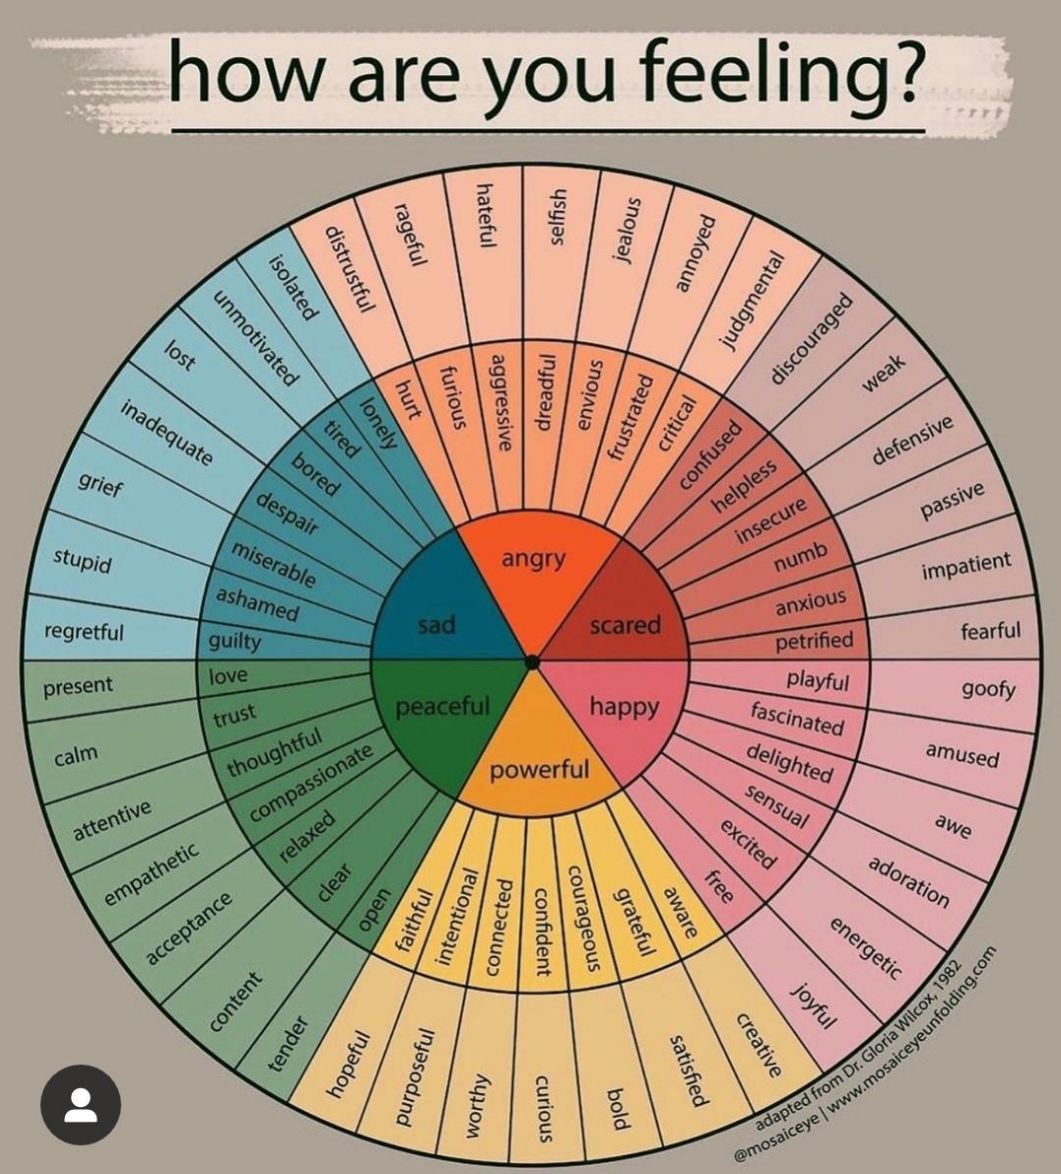 how are you feeling?
distrustful
rageful
hateful
selfish
jealous
annoyed
judgmental
discouraged
weak
defensive
passive
impatient
fearful
goofy
amused
awe
adoration
energetic
joyful
creative
satisfied
bold
curious
worthy
purposeful
hopeful
tender
content
acceptance
empathetic
attentive
calm
present
regretful
stupid
grief
inadequate
lost
unmotivated
isolated
hurt
furious
aggressive
dreadful
envious
frustrated
critical
confused
helpless
insecure
numb
anxious
petrified
playful
fascinated
delighted
sensual
excited
free
aware
grateful
courageous
confident
connected
intentional
faithful
open
clear
relaxed
compassionate
thoughtful
trust
love
guilty
ashamed
miserable
despair
bored
tired
lonely
angry
scared
happy
powerful
peaceful
sad
adapted from Dr. Gloria Wilcox, 1982
@mosaiceye | www.mosaiceyeunfolding.com